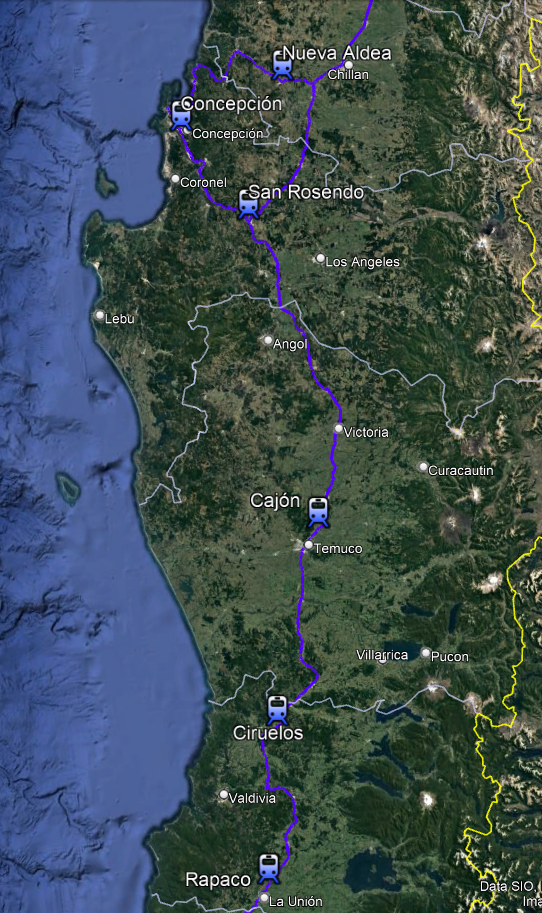 Nueva Aldea
Chillan
Concepción
Concepción
Coronel
San Rosendo
Los Angeles
Lebu
Angol
Victoria
Curacautin
Cajón
Temuco
Villarrica
Pucon
Ciruelos
Valdivia
Rapaco
Data SIO,
La Unión
Ima